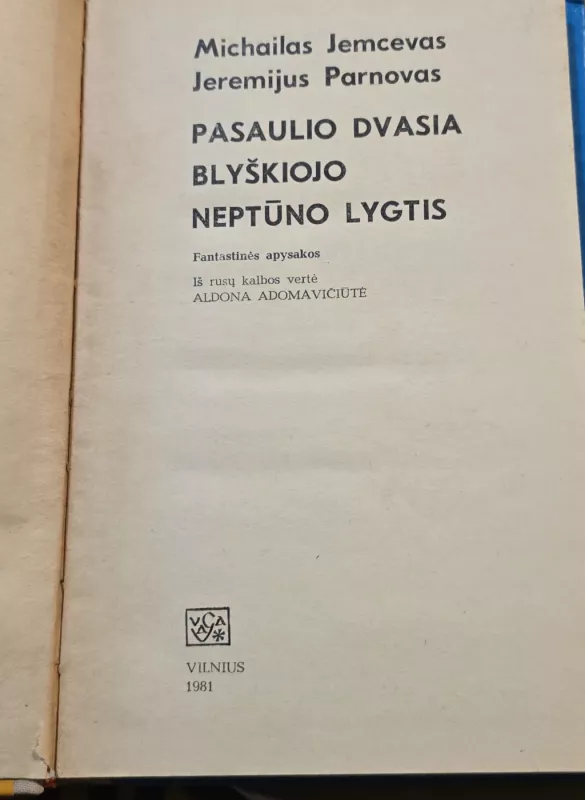 Michailas Jemcevas
Jeremijus Parnovas
PASAULIO DVASIA
BLYŠKIOJO
NEPTŪNO LYGTIS
Fantastinės apysakos
Iš rusų kalbos vertė
ALDONA ADOMAVIČIŪTĖ
VILNIUS
1981